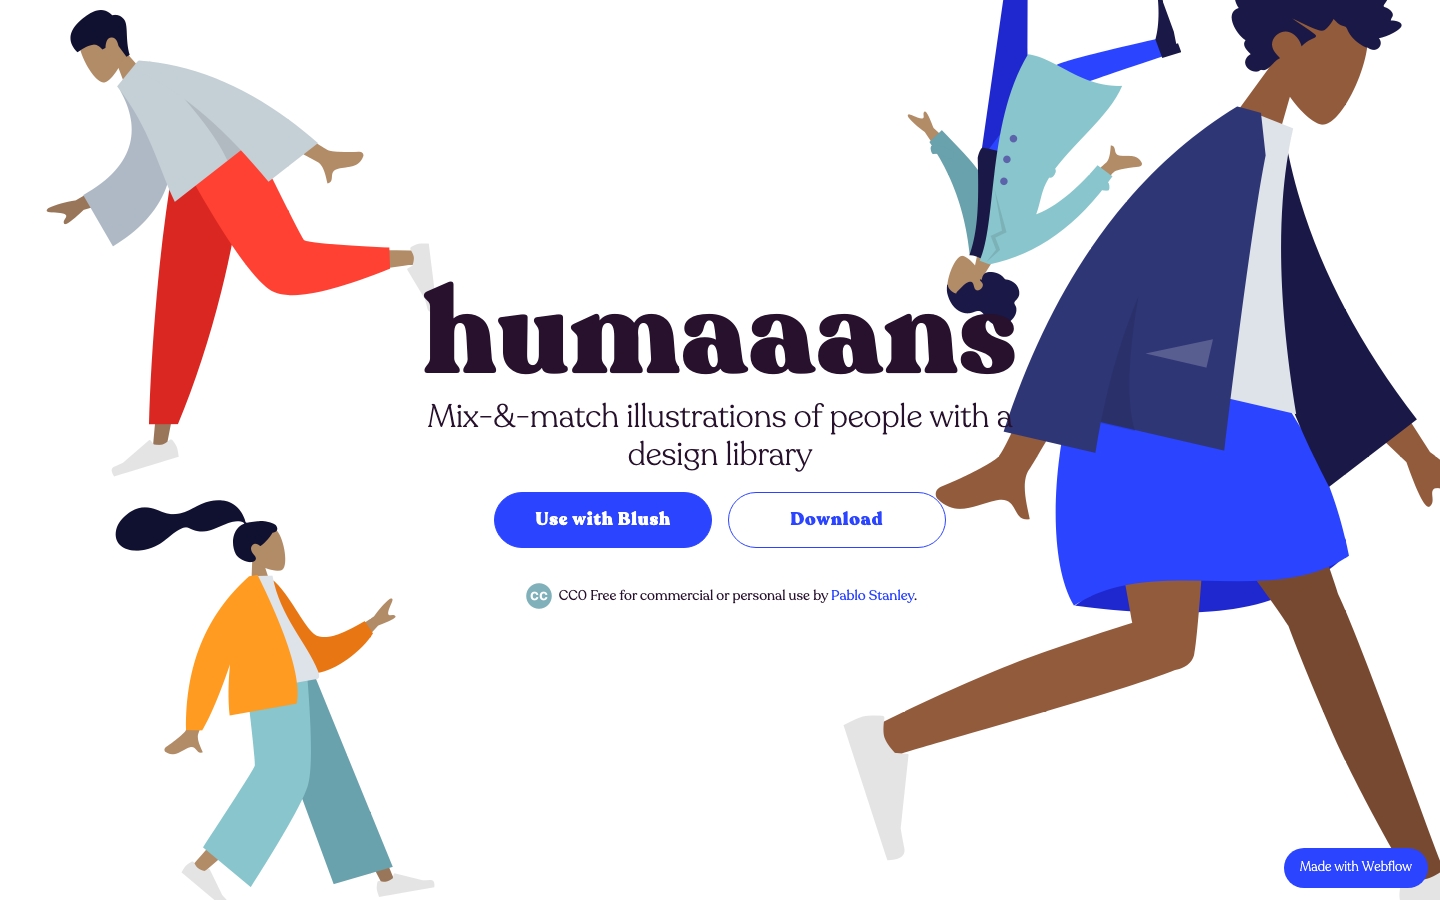 humaaans
Mix-&-match illustrations of people with a
design library
Use with Blush
Download
CC CC0 Free for commercial or personal use by Pablo Stanley.
Made with Webflow